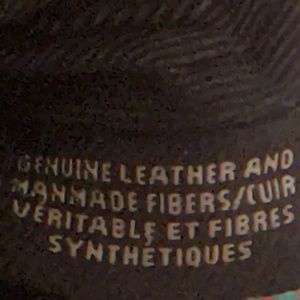 GENUINE LEATHER AND
MANMADE FIBERS/CUIR
VÉRITABLE ET FIBRES
SYNTHÉTIQUES